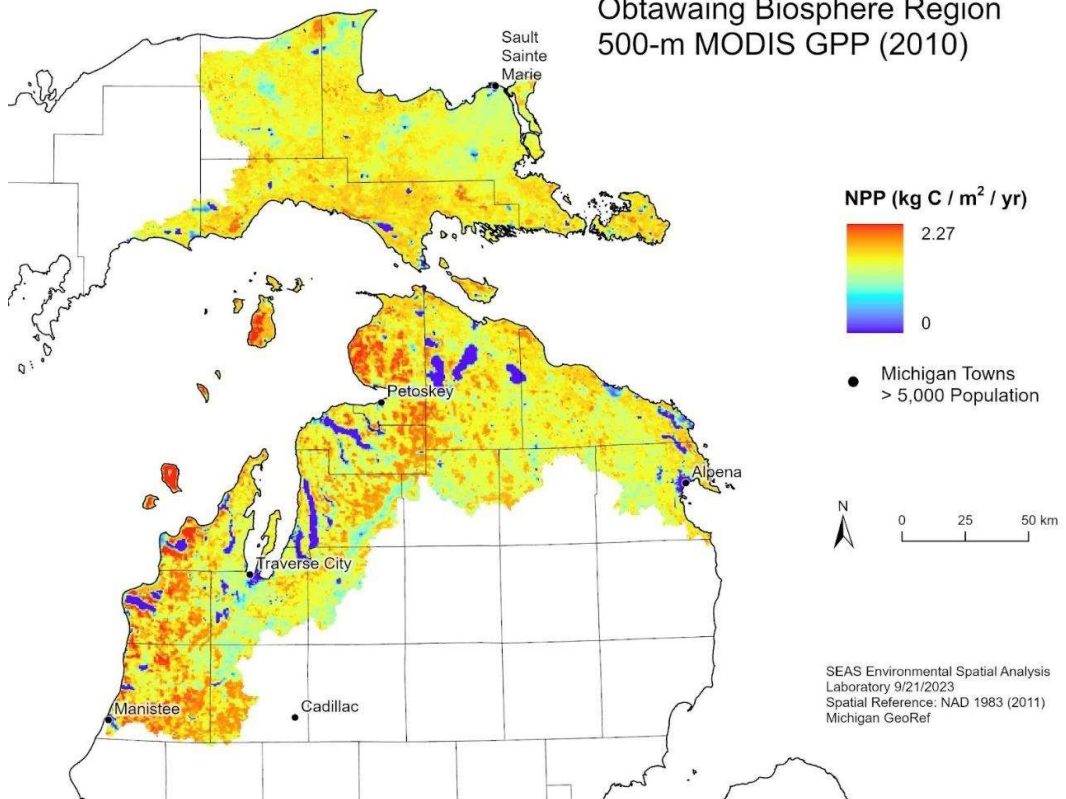 Obtawaing Biosphere Region
500-m MODIS GPP (2010)
Sault
Sainte
Marie
NPP (kg C / m² / yr)
2.27
0
Michigan Towns
> 5,000 Population
Petoskey
Alpena
N
0 25 50 km
Traverse City
Manistee
Cadillac
SEAS Environmental Spatial Analysis
Laboratory 9/21/2023
Spatial Reference: NAD 1983 (2011)
Michigan GeoRef